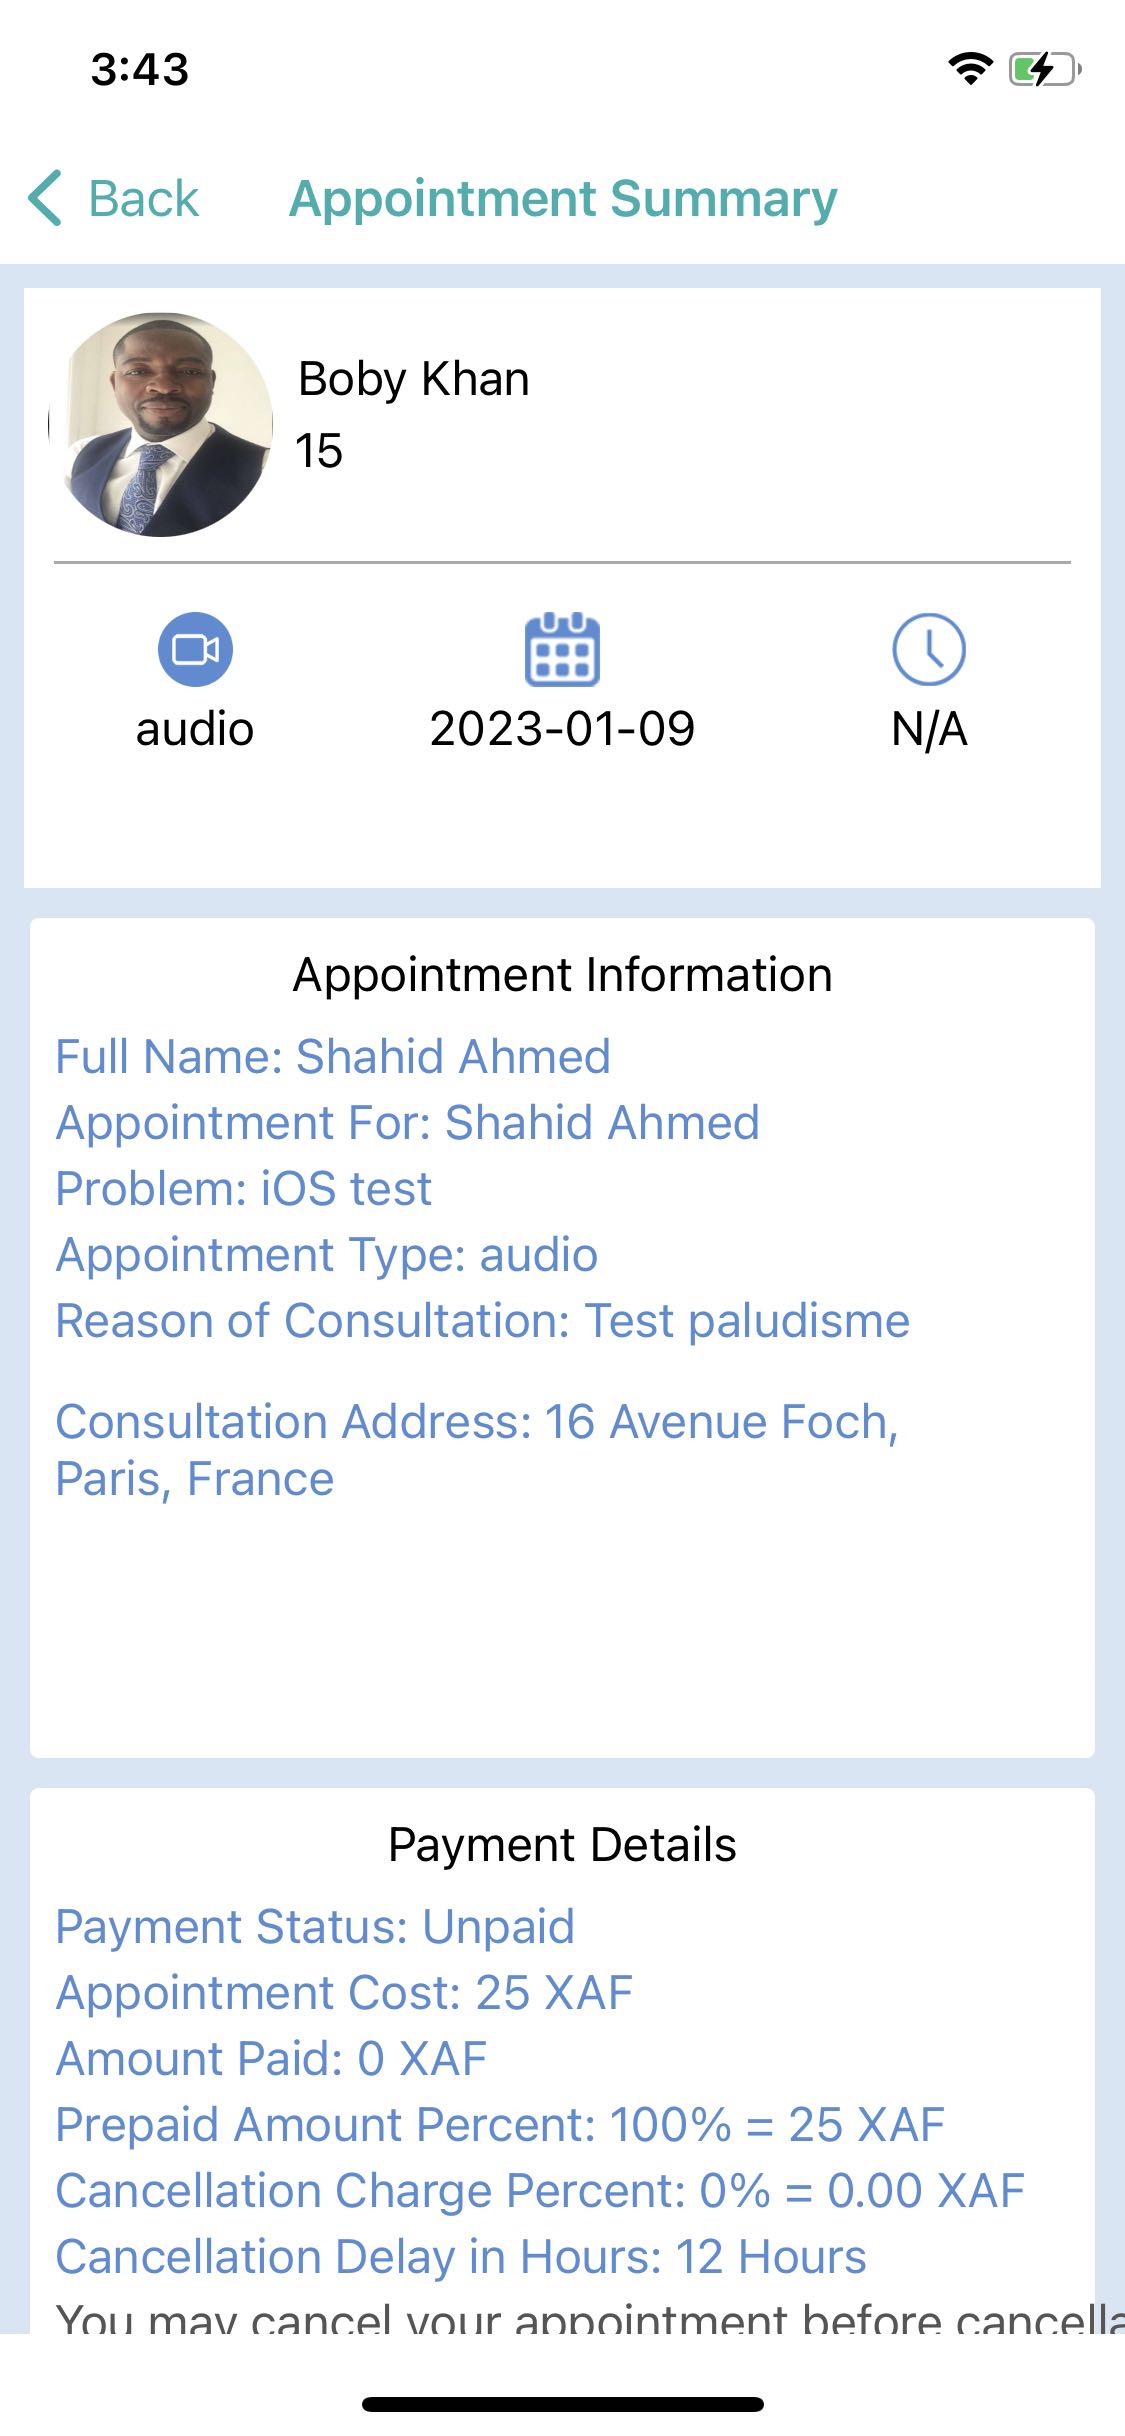 3:43
Back
Appointment Summary
Boby Khan
15
audio
2023-01-09
N/A
Appointment Information
Full Name: Shahid Ahmed
Appointment For: Shahid Ahmed
Problem: iOS test
Appointment Type: audio
Reason of Consultation: Test paludisme
Consultation Address: 16 Avenue Foch,
Paris, France
Payment Details
Payment Status: Unpaid
Appointment Cost: 25 XAF
Amount Paid: 0 XAF
Prepaid Amount Percent: 100% = 25 XAF
Cancellation Charge Percent: 0% = 0.00 XAF
Cancellation Delay in Hours: 12 Hours
You may cancel your appointment before